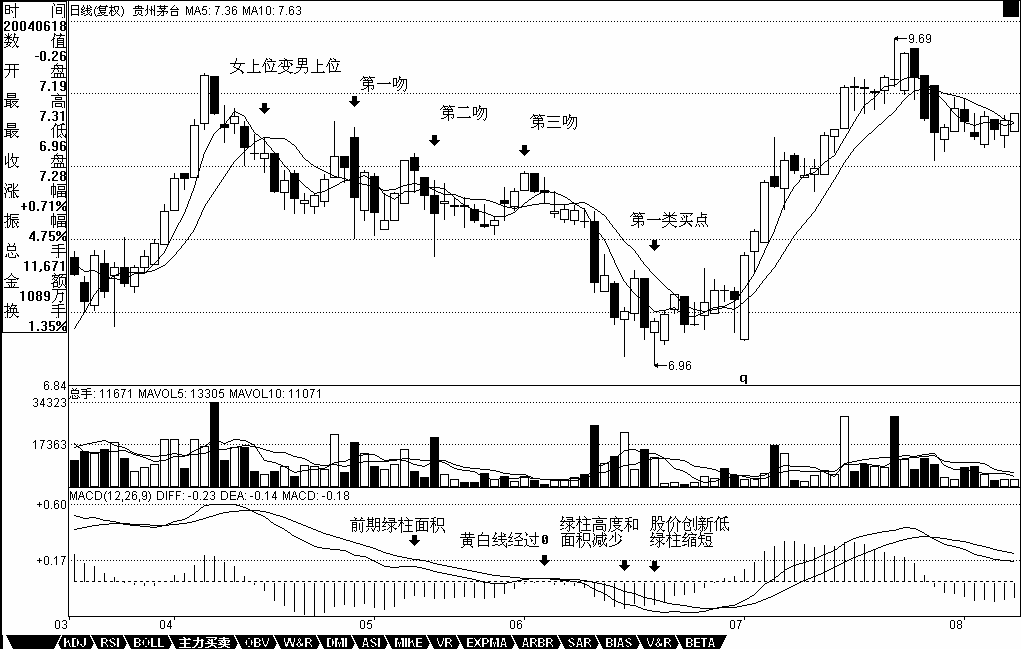 时 间
20040618
数 值
-0.26
开 盘
7.19
最 高
7.31
最 低
6.96
收 盘
7.28
涨 幅
+0.71%
振 幅
4.75%
总 手
11.671
金 额
1089万
换 手
1.35%
日线(复权) 贵州茅台 MA5: 7.36 MA10: 7.63
9.69
女上位变男上位
第一吻
第二吻
第三吻
第一类买点
6.96
q
6.84
总手: 11671 MAVOL5: 13305 MAVOL10: 11071
34323
17363
MACD(12,26,9) DIFF: -0.23 DEA: -0.14 MACD: -0.18
+0.60
+0.17
前期绿柱面积
黄白线经过0
绿柱高度和
面积减少
股价创新低
绿柱缩短
03 04 05 06 07 08
KDJ RSI BOLL 主力买卖 OBV W&R DMI ASI MIKE VR EXPMA ARBR SAR BIAS V&R BETA